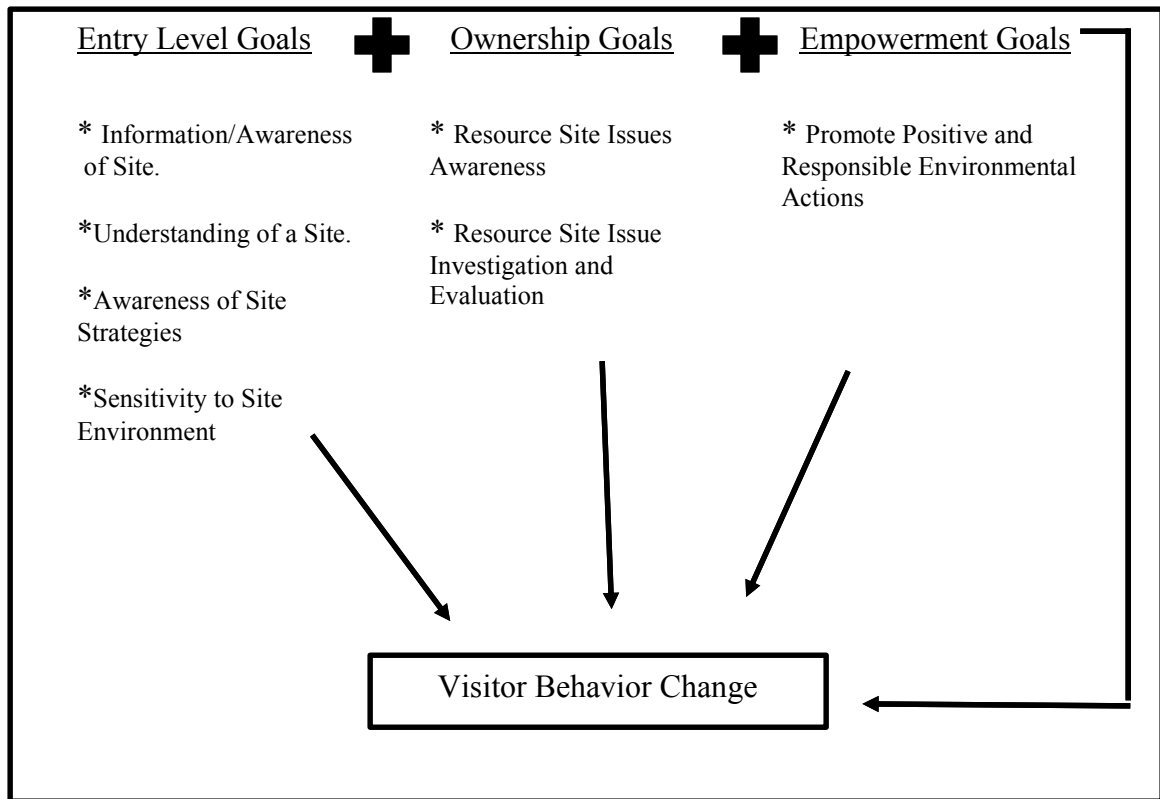 Entry Level Goals
Ownership Goals
Empowerment Goals
* Information/Awareness
of Site.
*Understanding of a Site.
*Awareness of Site
Strategies
*Sensitivity to Site
Environment
* Resource Site Issues
Awareness
* Resource Site Issue
Investigation and
Evaluation
* Promote Positive and
Responsible Environmental
Actions
Visitor Behavior Change